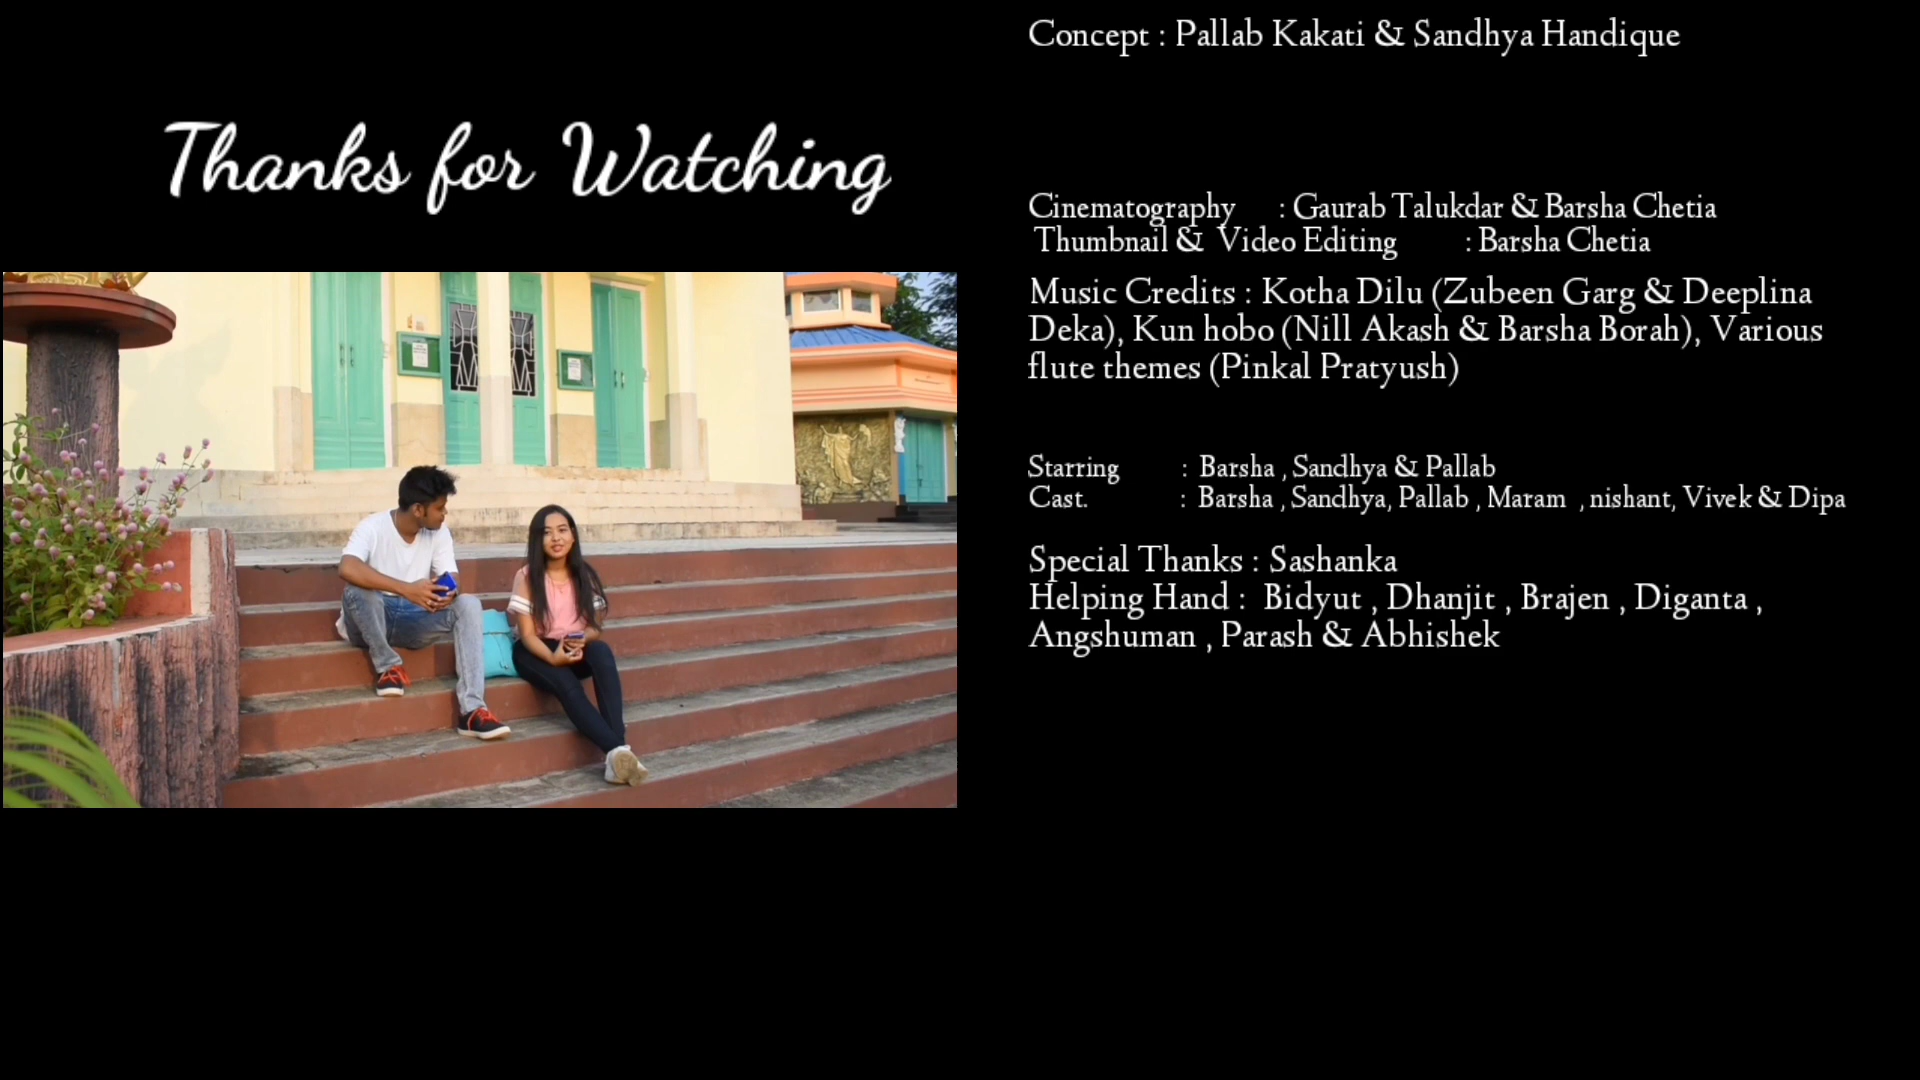 Thanks for Watching
Concept : Pallab Kakati & Sandhya Handique
Cinematography : Gaurab Talukdar & Barsha Chetia
Thumbnail & Video Editing : Barsha Chetia
Music Credits : Kotha Dilu (Zubeen Garg & Deeplina
Deka), Kun hobo (Nill Akash & Barsha Borah), Various
flute themes (Pinkal Pratyush)
Starring : Barsha , Sandhya & Pallab
Cast. : Barsha , Sandhya, Pallab , Maram , nishant, Vivek & Dipa
Special Thanks : Sashanka
Helping Hand : Bidyut , Dhanjit , Brajen , Diganta ,
Angshuman , Parash & Abhishek